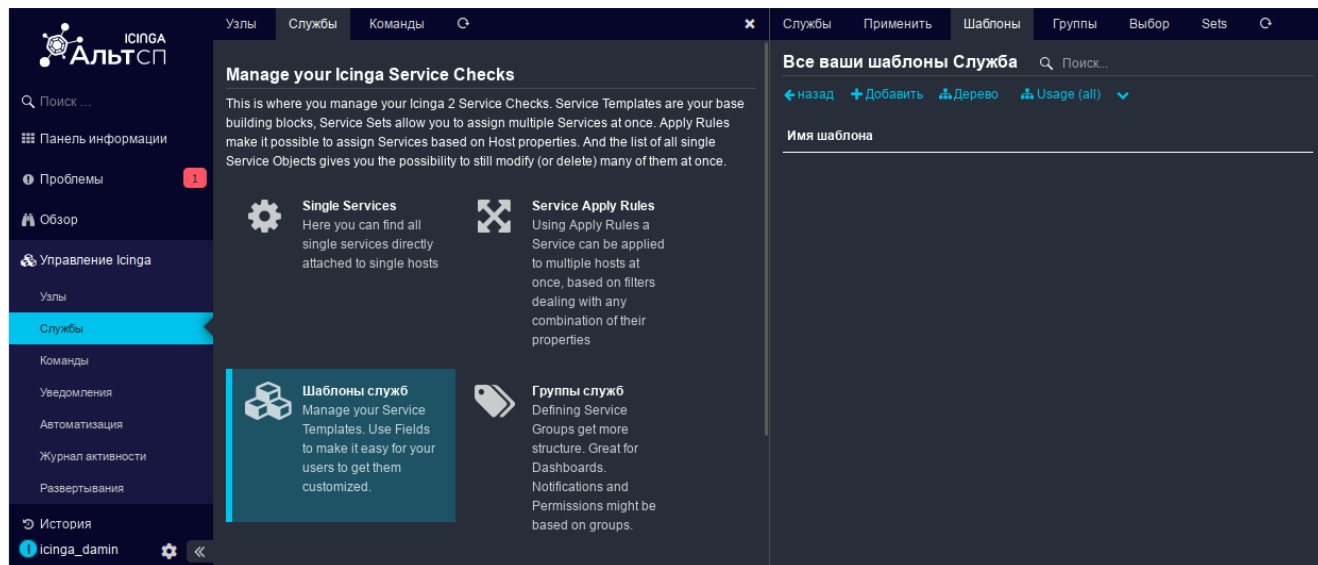 ICINGA
АЛЬТСП
Поиск ...
Панель информации
Проблемы 1
Обзор
Управление Icinga
Узлы
Службы
Команды
Уведомления
Автоматизация
Журнал активности
Развертывания
История
icinga_damin
Узлы Службы Команды
Manage your Icinga Service Checks
This is where you manage your Icinga 2 Service Checks. Service Templates are your base
building blocks, Service Sets allow you to assign multiple Services at once. Apply Rules
make it possible to assign Services based on Host properties. And the list of all single
Service Objects gives you the possibility to still modify (or delete) many of them at once.
Single Services
Here you can find all
single services directly
attached to single hosts
Service Apply Rules
Using Apply Rules a
Service can be applied
to multiple hosts at
once, based on filters
dealing with any
combination of their
properties
Шаблоны служб
Manage your Service
Templates. Use Fields
to make it easy for your
users to get them
customized.
Группы служб
Defining Service
Groups get more
structure. Great for
Dashboards.
Notifications and
Permissions might be
based on groups.
Службы Применить Шаблоны Группы Выбор Sets
Все ваши шаблоны Служба Поиск...
назад Добавить Дерево Usage (all)
Имя шаблона